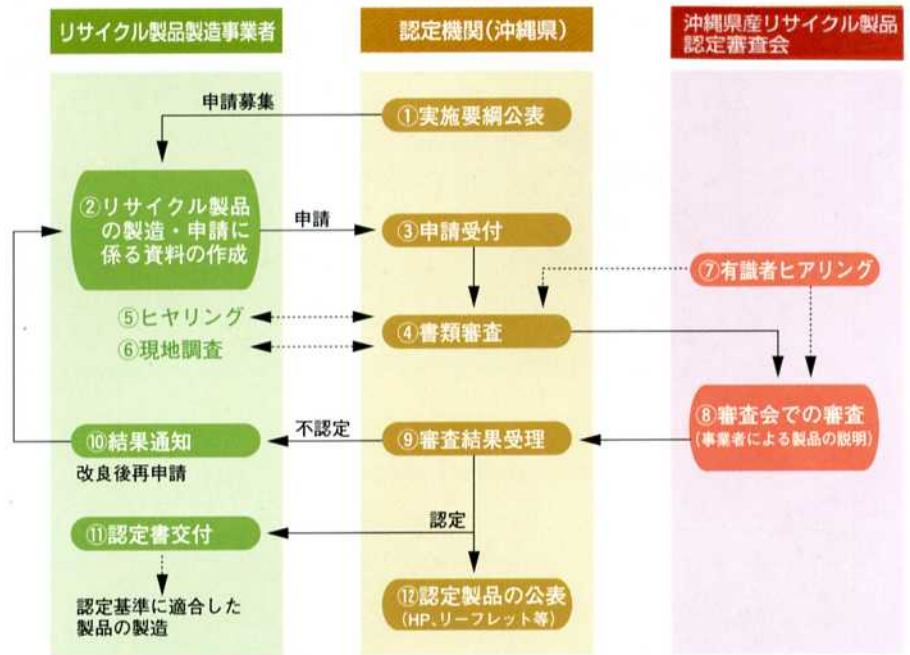 リサイクル製品製造事業者
認定機関(沖縄県)
沖縄県産リサイクル製品
認定審査会
申請募集
①実施要綱公表
②リサイクル製品
の製造・申請に
係る資料の作成
申請
③申請受付
⑦有識者ヒアリング
⑤ヒヤリング
⑥現地調査
④書類審査
⑧審査会での審査
(事業者による製品の説明)
⑩結果通知
改良後再申請
不認定
⑨審査結果受理
認定
⑪認定書交付
認定基準に適合した
製品の製造
⑫認定製品の公表
(HP、リーフレット等)